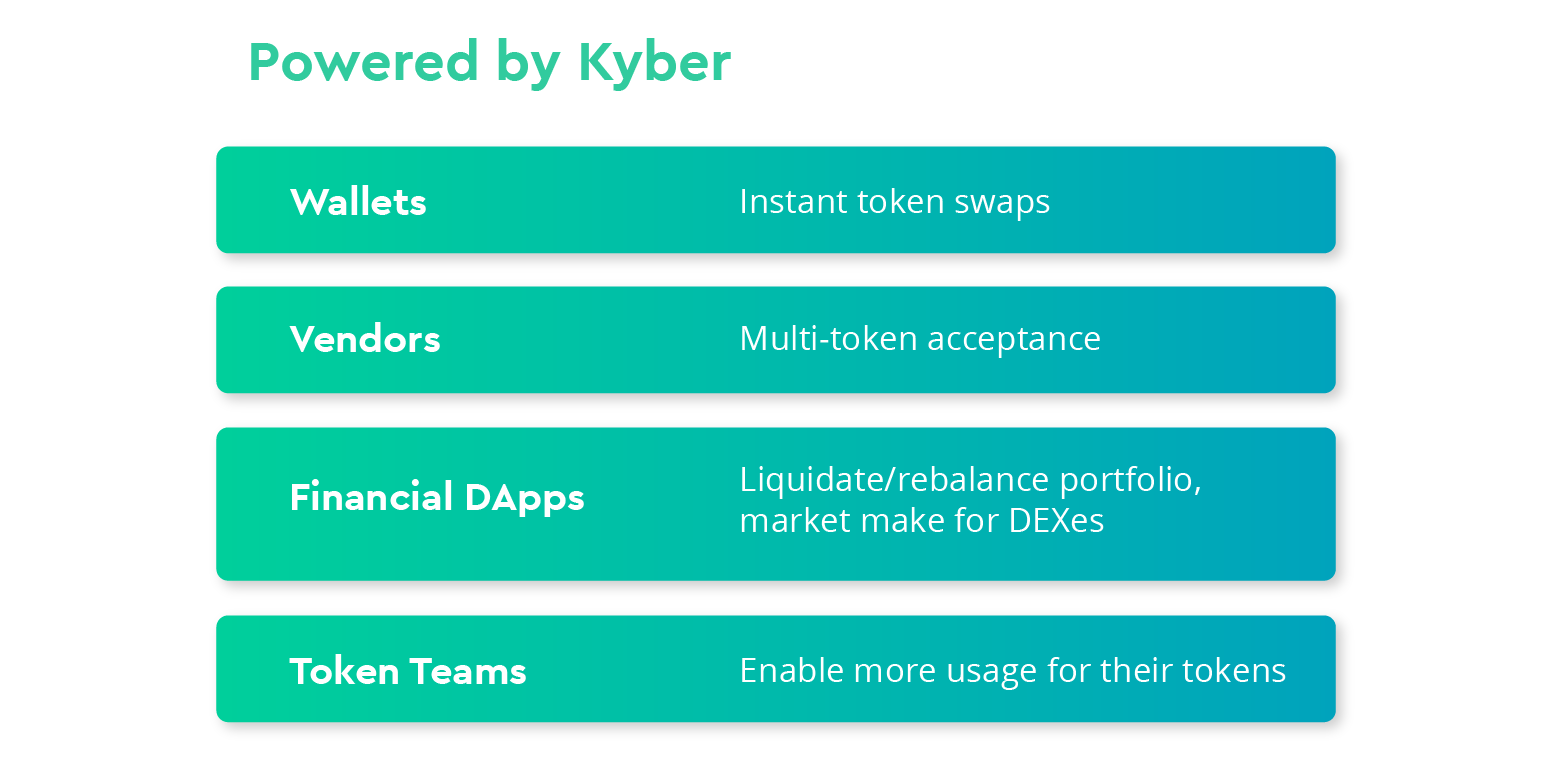 Powered by Kyber
Wallets
Instant token swaps
Vendors
Multi-token acceptance
Financial DApps
Liquidate/rebalance portfolio,
market make for DEXes
Token Teams
Enable more usage for their tokens